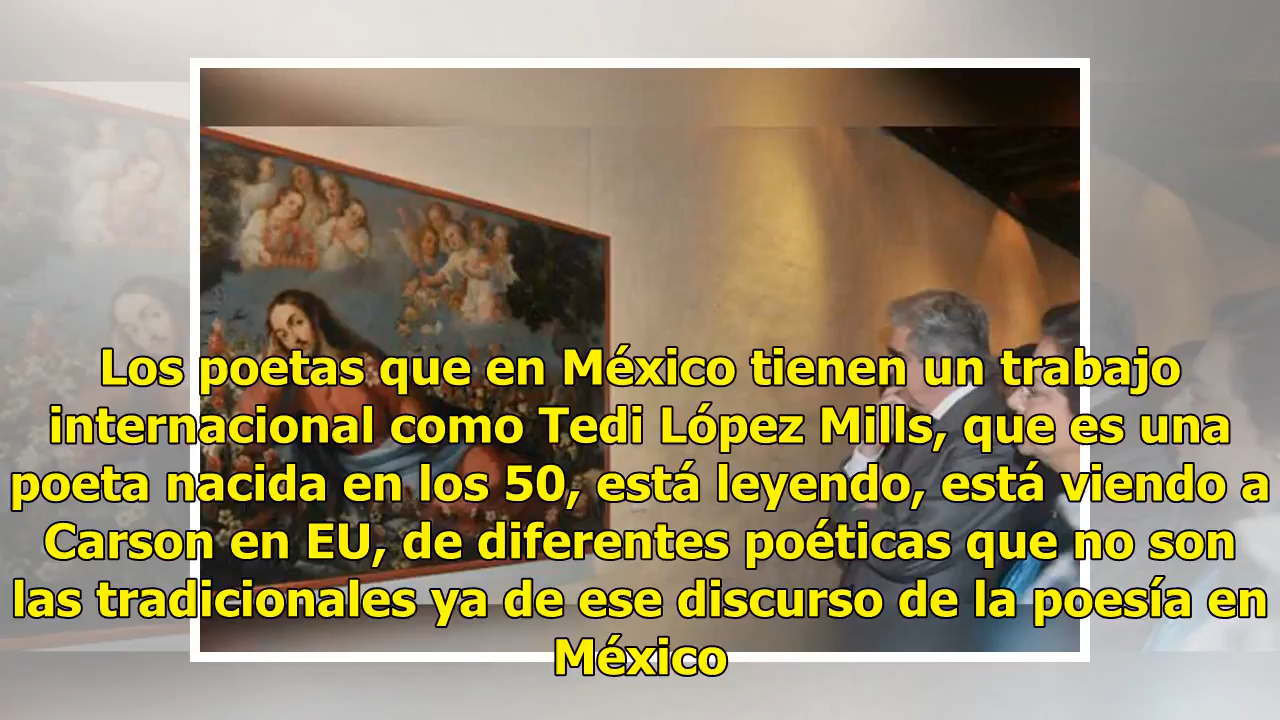 Los poetas que en México tienen un trabajo
internacional como Tedi López Mills, que es una
poeta nacida en los 50, está leyendo, está viendo a
Carson en EU, de diferentes poéticas que no son
las tradicionales ya de ese discurso de la poesía en
México